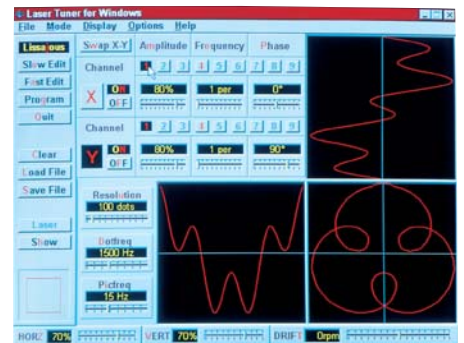 Laser Tuner for Windows
File Mode Display Options Help
Lissajous
Slow Edit
Fast Edit
Program
Quit
Clear
Load File
Save File
Laser
Show
Swap X-Y Amplitude Frequency Phase
Channel 1 2 3 4 5 6 7 8 9
X ON 80% 1 per 0°
OFF
Channel 1 2 3 4 5 6 7 8 9
Y ON 80% 1 per 90°
OFF
Resolution
100 dots
Dotfreq
1500 Hz
Picfreq
15 Hz
HORZ 70% VERT 70% DRIFT 0rpm